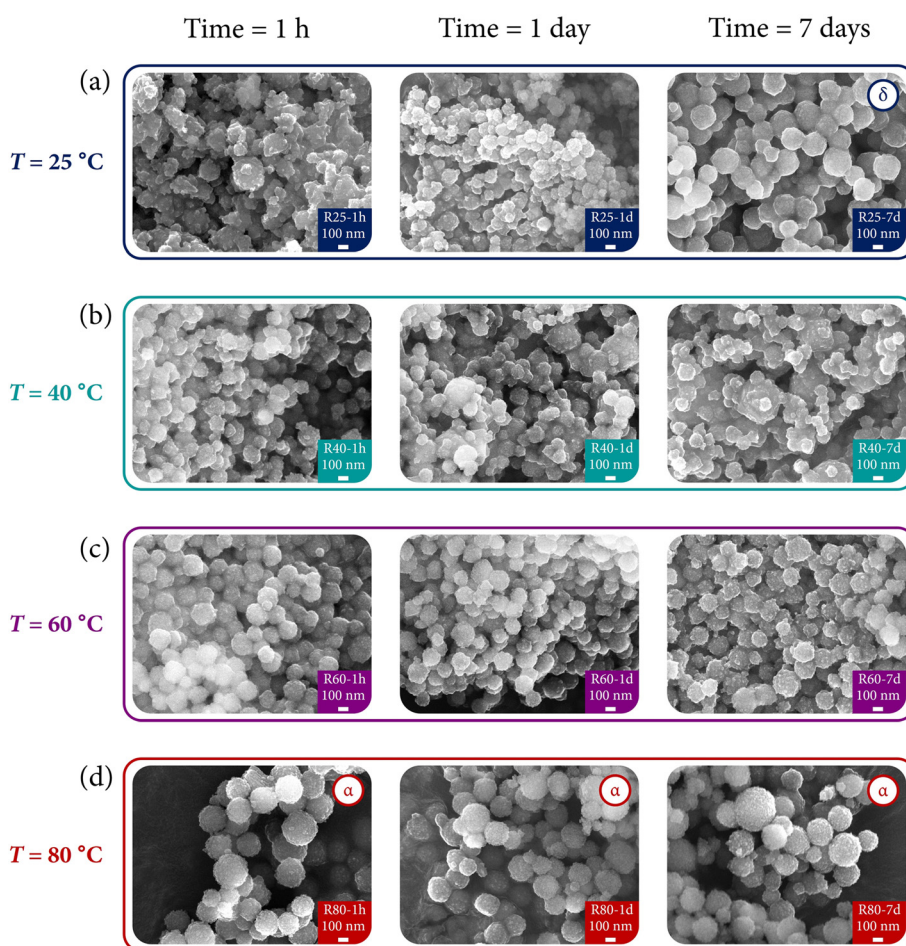 Time = 1 h
Time = 1 day
Time = 7 days
(a)
T = 25 °C
R25-1h
100 nm
R25-1d
100 nm
δ
R25-7d
100 nm
(b)
T = 40 °C
R40-1h
100 nm
R40-1d
100 nm
R40-7d
100 nm
(c)
T = 60 °C
R60-1h
100 nm
R60-1d
100 nm
R60-7d
100 nm
(d)
T = 80 °C
α
R80-1h
100 nm
α
R80-1d
100 nm
α
R80-7d
100 nm